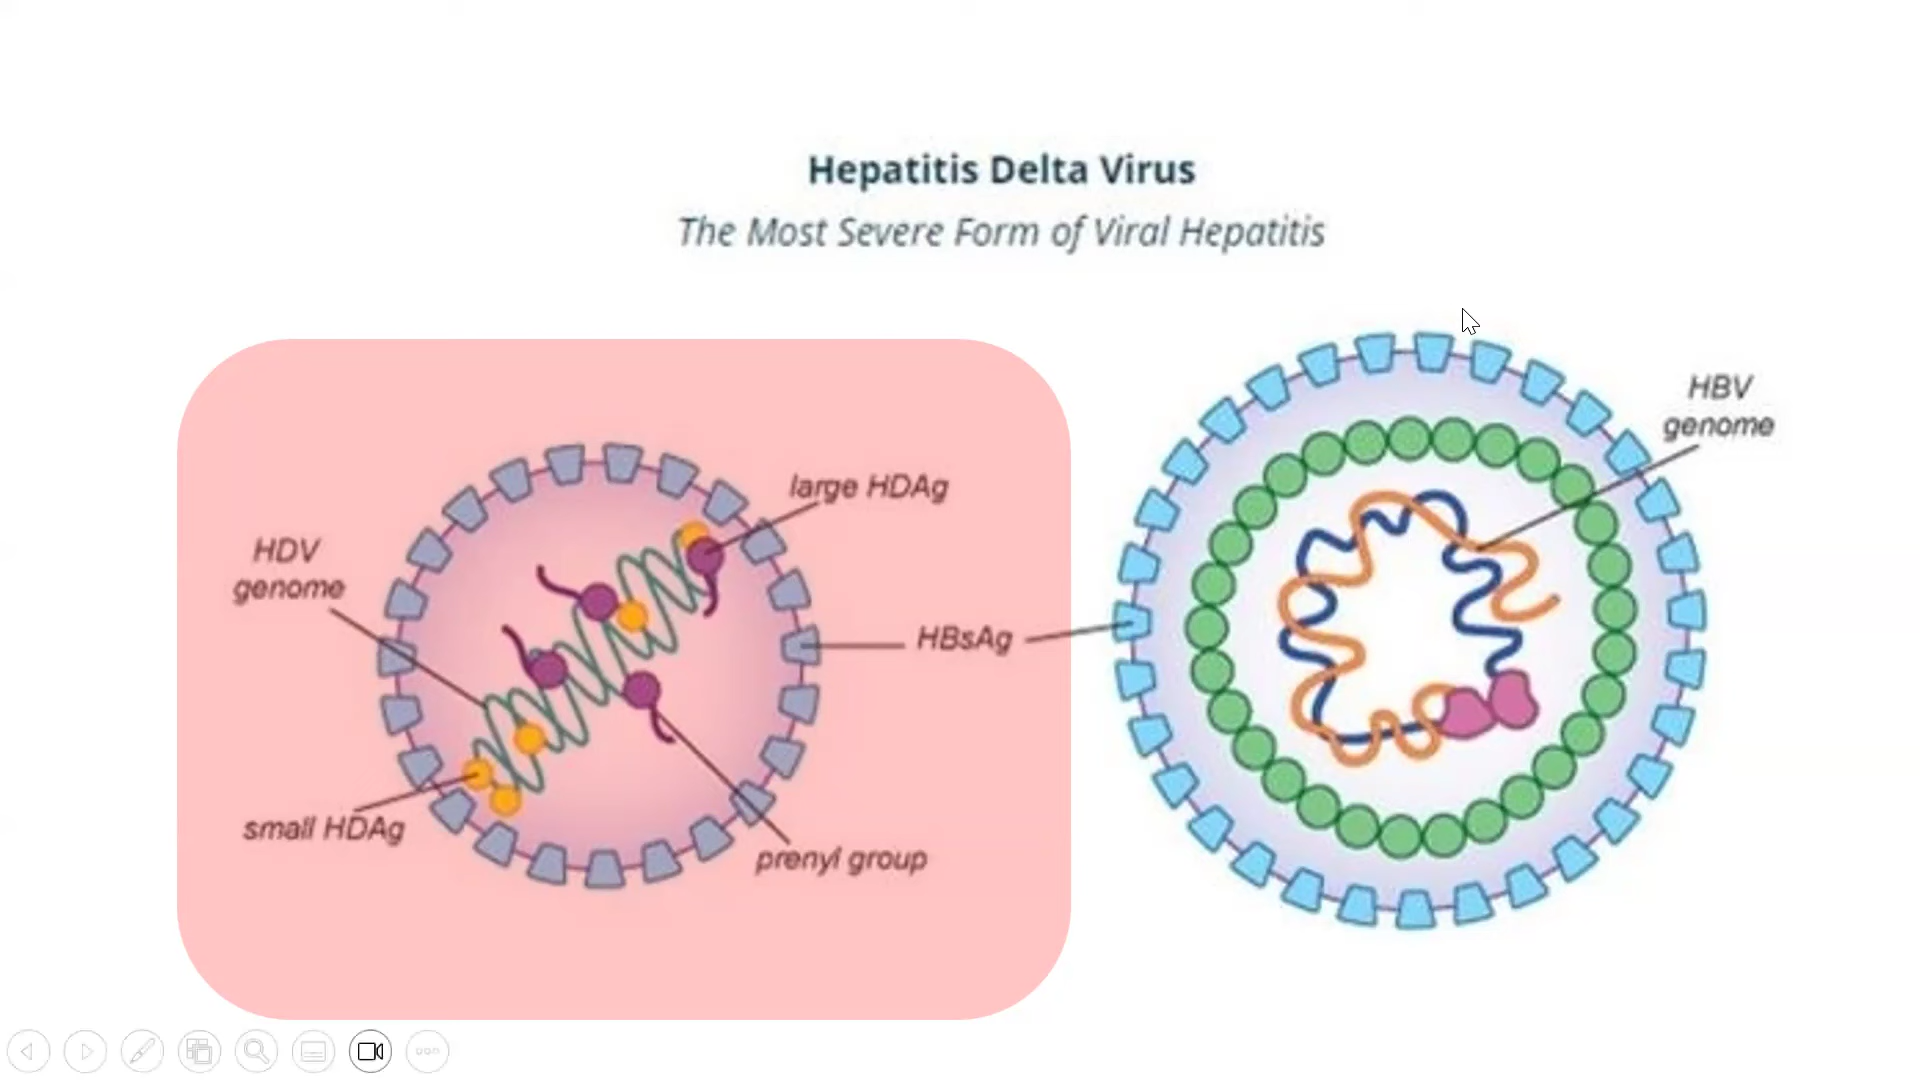 Hepatitis Delta Virus
The Most Severe Form of Viral Hepatitis
HBV
genome
large HDAg
HDV
genome
HBsAg
small HDAg
prenyl group